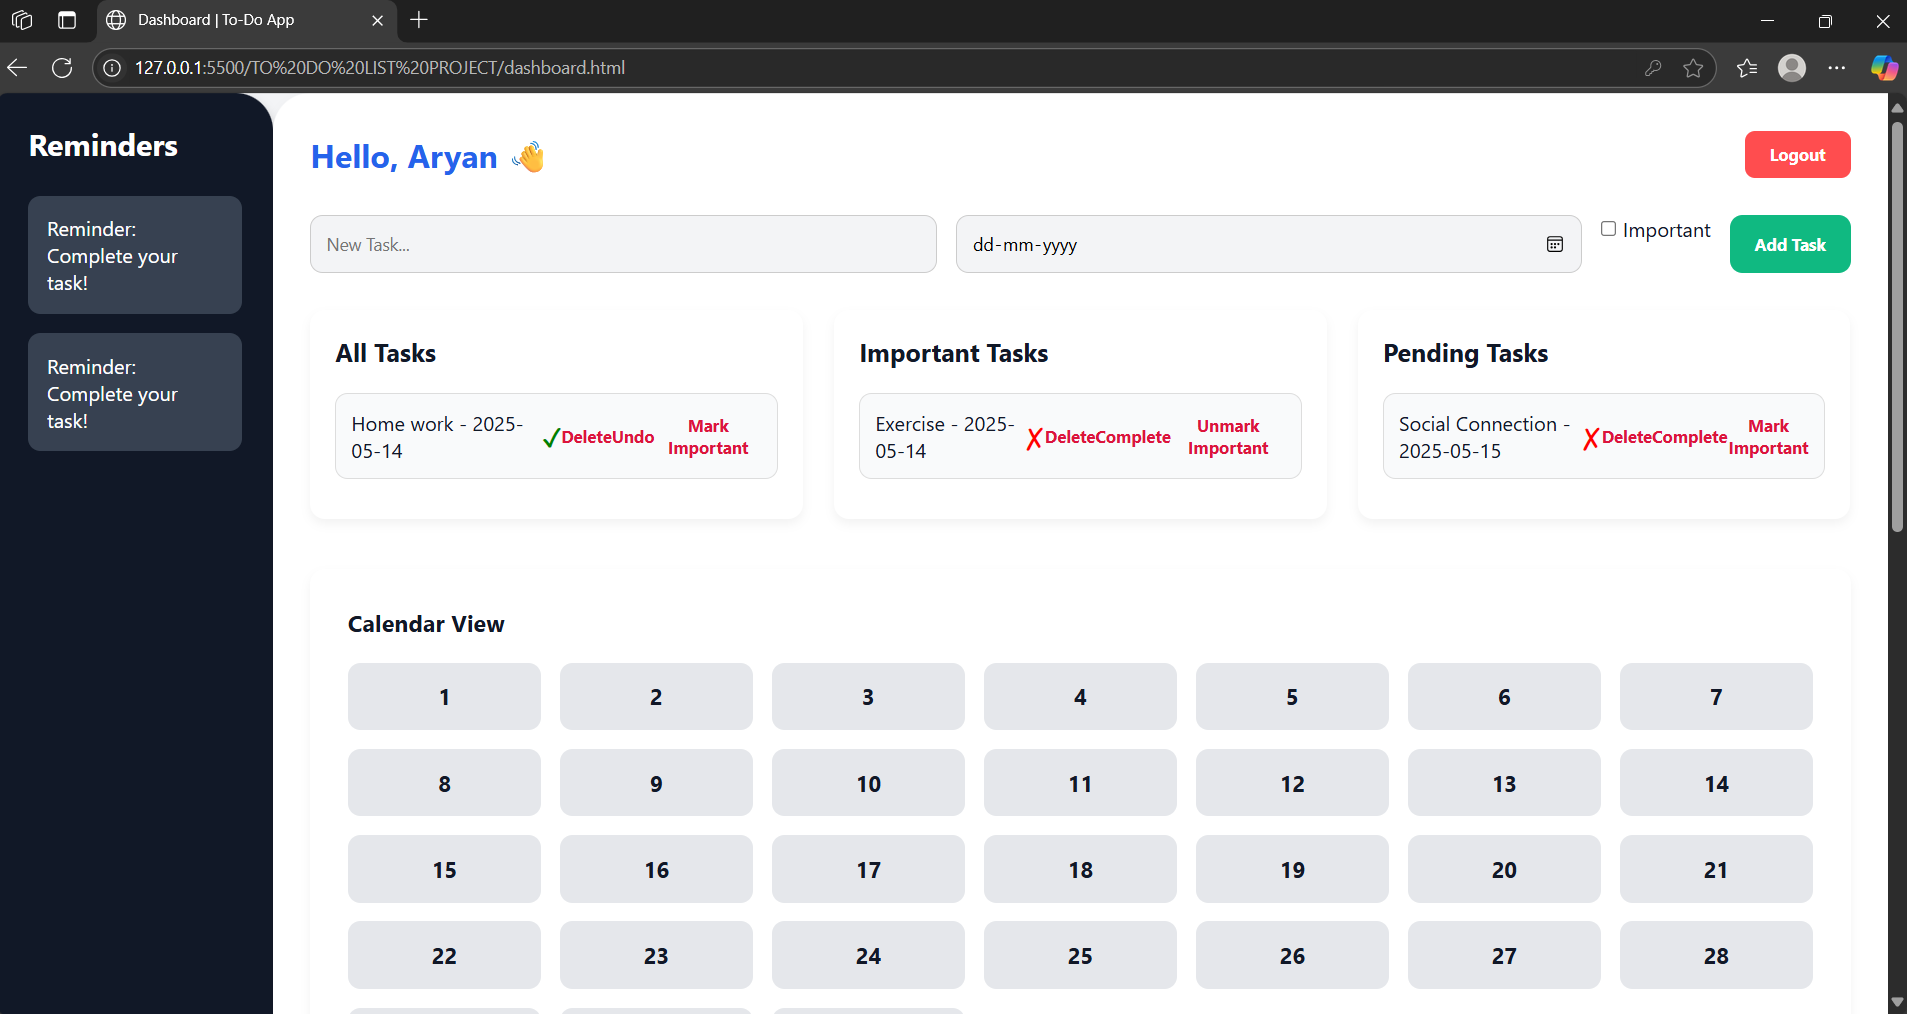 Dashboard | To-Do App
127.0.0.1:5500/TO%20DO%20LIST%20PROJECT/dashboard.html
Reminders
Reminder:
Complete your
task!
Reminder:
Complete your
task!
Hello, Aryan 👋
Logout
New Task...
dd-mm-yyyy
Important
Add Task
All Tasks
Home work - 2025-
05-14
✓DeleteUndo
Mark
Important
Important Tasks
Exercise - 2025-
05-14
✗DeleteComplete
Unmark
Important
Pending Tasks
Social Connection -
2025-05-15
✗DeleteComplete
Mark
Important
Calendar View
1 2 3 4 5 6 7
8 9 10 11 12 13 14
15 16 17 18 19 20 21
22 23 24 25 26 27 28